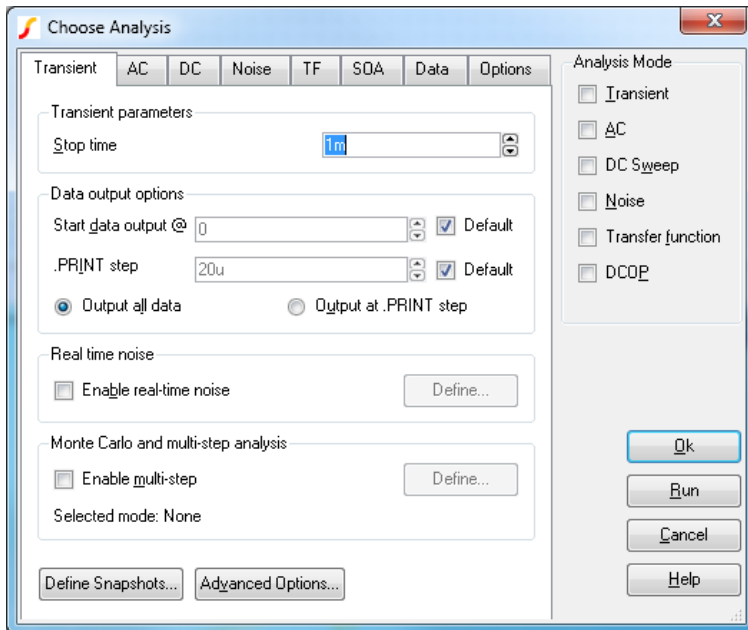 Choose Analysis
Transient AC DC Noise TF SOA Data Options
Transient parameters
Stop time 1m
Data output options
Start data output @ 0 Default
.PRINT step 20u Default
Output all data Output at .PRINT step
Real time noise
Enable real-time noise Define...
Monte Carlo and multi-step analysis
Enable multi-step Define...
Selected mode: None
Define Snapshots... Advanced Options...
Analysis Mode
Transient
AC
DC Sweep
Noise
Transfer function
DCOP
Ok
Run
Cancel
Help